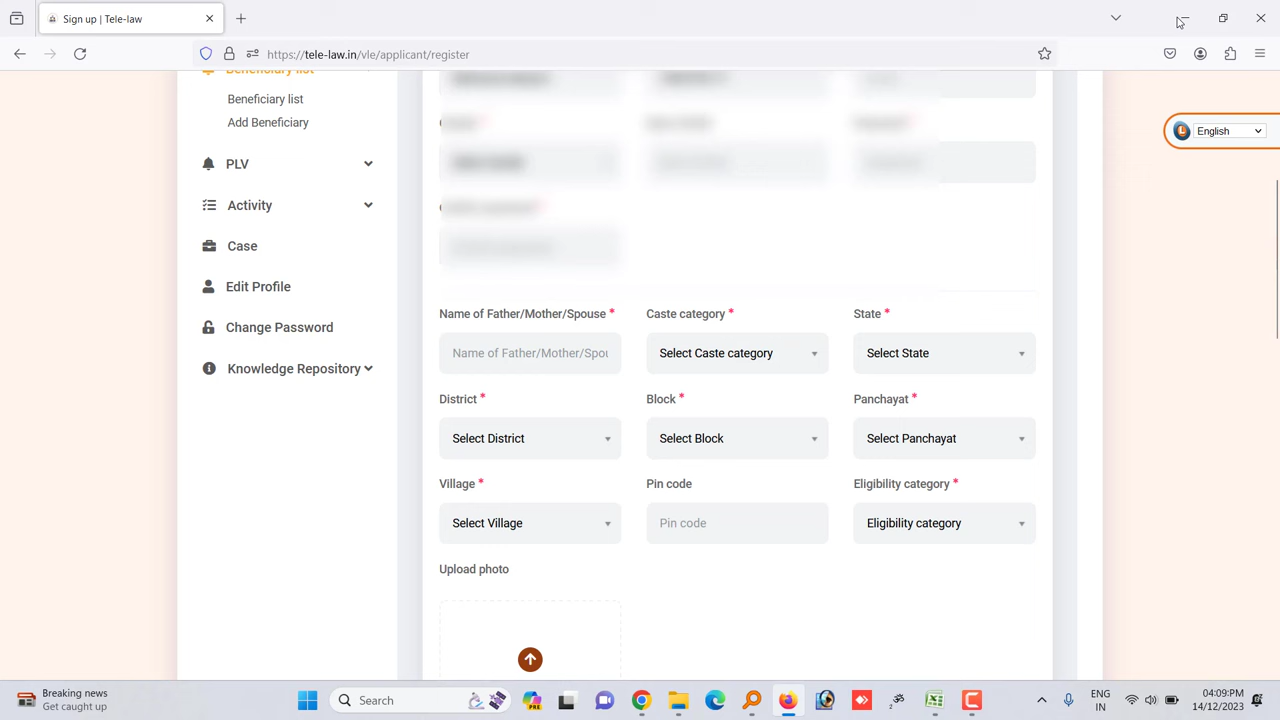 Sign up | Tele-law
https://tele-law.in/vle/applicant/register
Beneficiary list
Beneficiary list
Add Beneficiary
PLV
Activity
Case
Edit Profile
Change Password
Knowledge Repository
English
Name of Father/Mother/Spouse *
Caste category *
State *
Name of Father/Mother/Spou
Select Caste category
Select State
District *
Block *
Panchayat *
Select District
Select Block
Select Panchayat
Village *
Pin code
Eligibility category *
Select Village
Pin code
Eligibility category
Upload photo
Breaking news
Get caught up
Search
PRE
ENG
IN
04:09 PM
14/12/2023